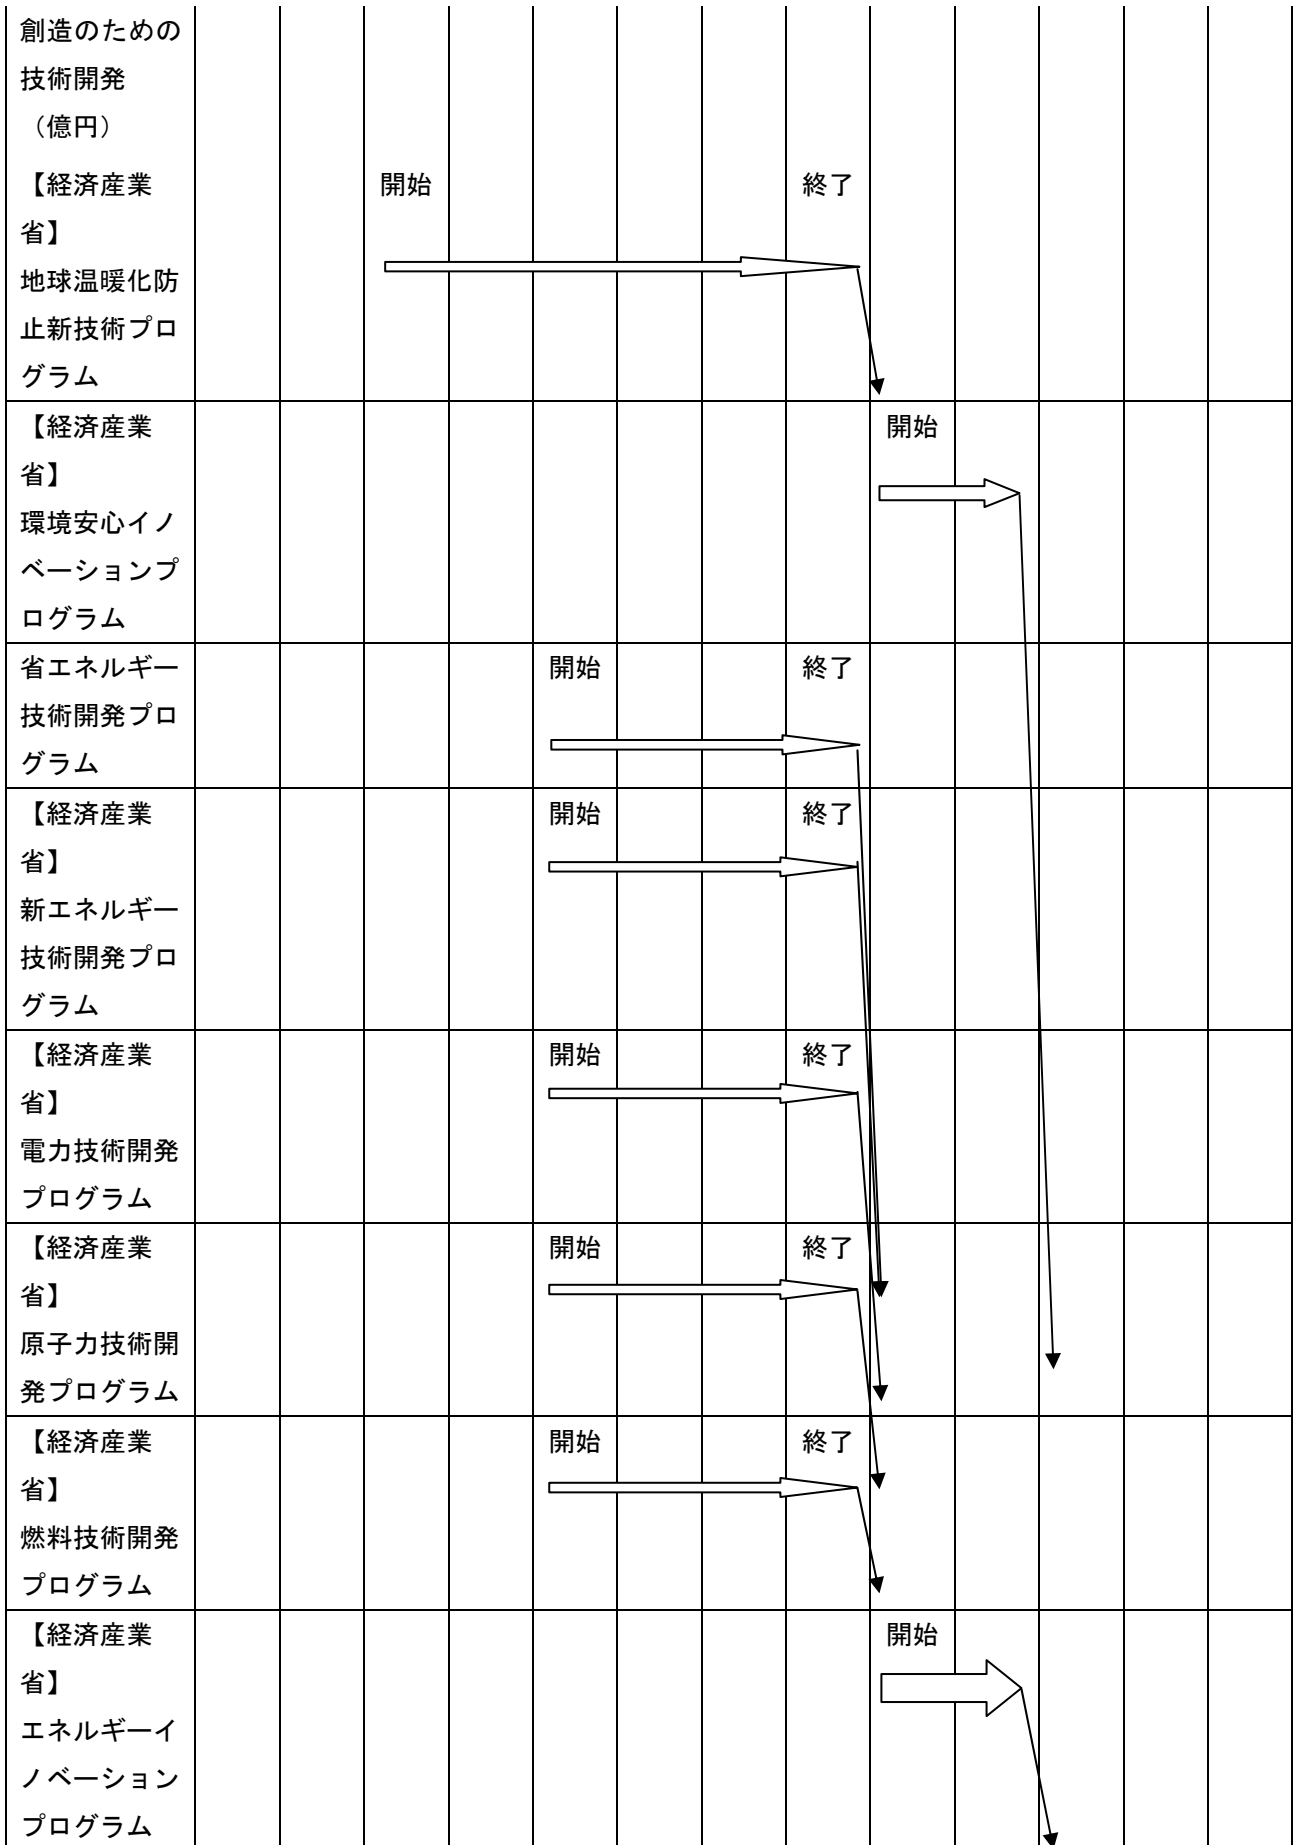 創造のための
技術開発
（億円）
【経済産業 開始 終了
省】
地球温暖化防
止新技術プロ
グラム
【経済産業 開始
省】
環境安心イノ
ベーションプ
ログラム
省エネルギー 開始 終了
技術開発プロ
グラム
【経済産業 開始 終了
省】
新エネルギー
技術開発プロ
グラム
【経済産業 開始 終了
省】
電力技術開発
プログラム
【経済産業 開始 終了
省】
原子力技術開
発プログラム
【経済産業 開始 終了
省】
燃料技術開発
プログラム
【経済産業 開始
省】
エネルギーイ
ノベーション
プログラム